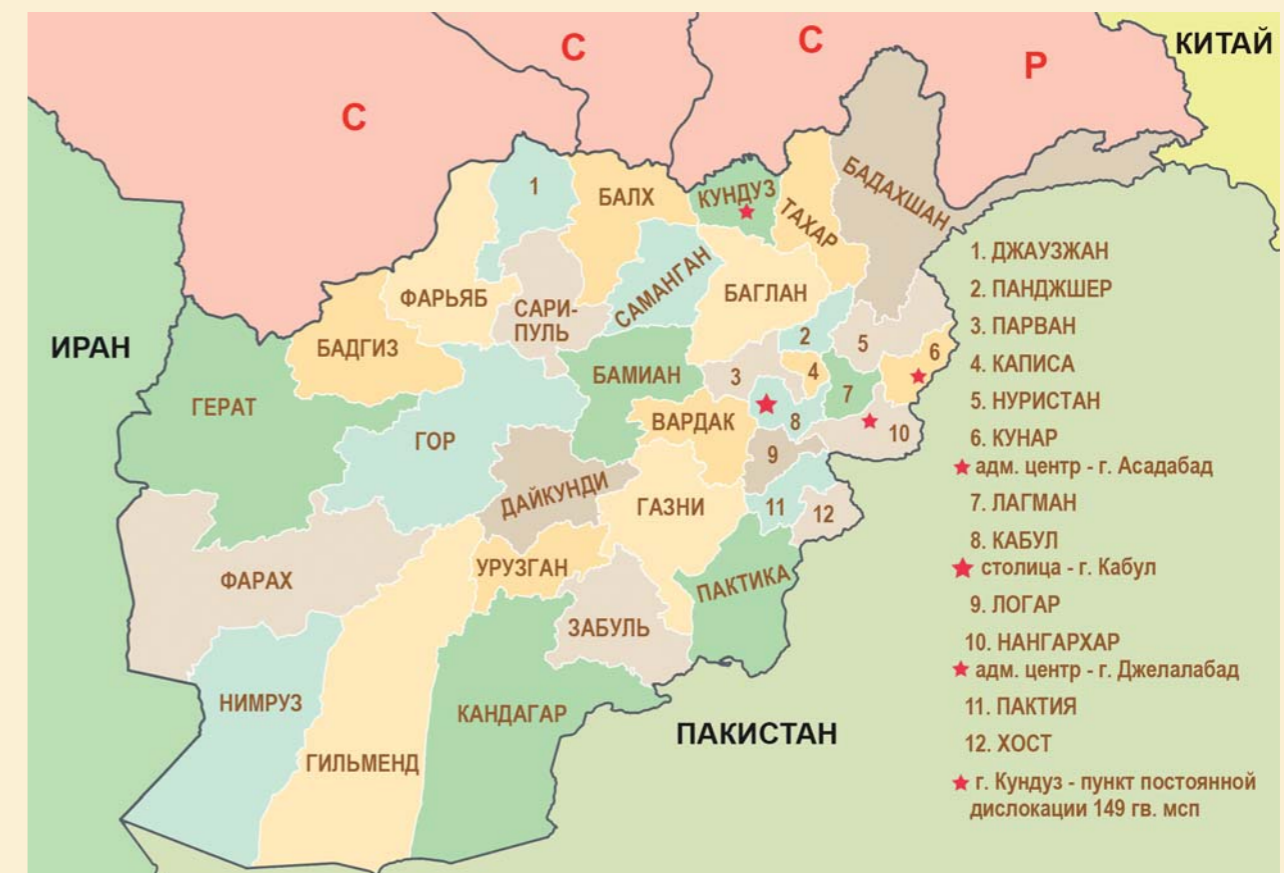 КИТАЙ
С
С
С
Р
ИРАН
ПАКИСТАН
1
БАЛХ
КУНДУЗ
ТАХАР
БАДАХШАН
ФАРЬЯБ
САРИ-
ПУЛЬ
САМАНГАН
БАГЛАН
БАДГИЗ
2
5
6
ГЕРАТ
БАМИАН
3
4
7
ГОР
ВАРДАК
8
10
9
ДАЙКУНДИ
ГАЗНИ
11
12
ФАРАХ
УРУЗГАН
ПАКТИКА
ЗАБУЛЬ
НИМРУЗ
КАНДАГАР
ГИЛЬМЕНД
1. ДЖАУЗЖАН
2. ПАНДЖШЕР
3. ПАРВАН
4. КАПИСА
5. НУРИСТАН
6. КУНАР
адм. центр - г. Асадабад
7. ЛАГМАН
8. КАБУЛ
столица - г. Кабул
9. ЛОГАР
10. НАНГАРХАР
адм. центр - г. Джелалабад
11. ПАКТИЯ
12. ХОСТ
г. Кундуз - пункт постоянной
дислокации 149 гв. мсп